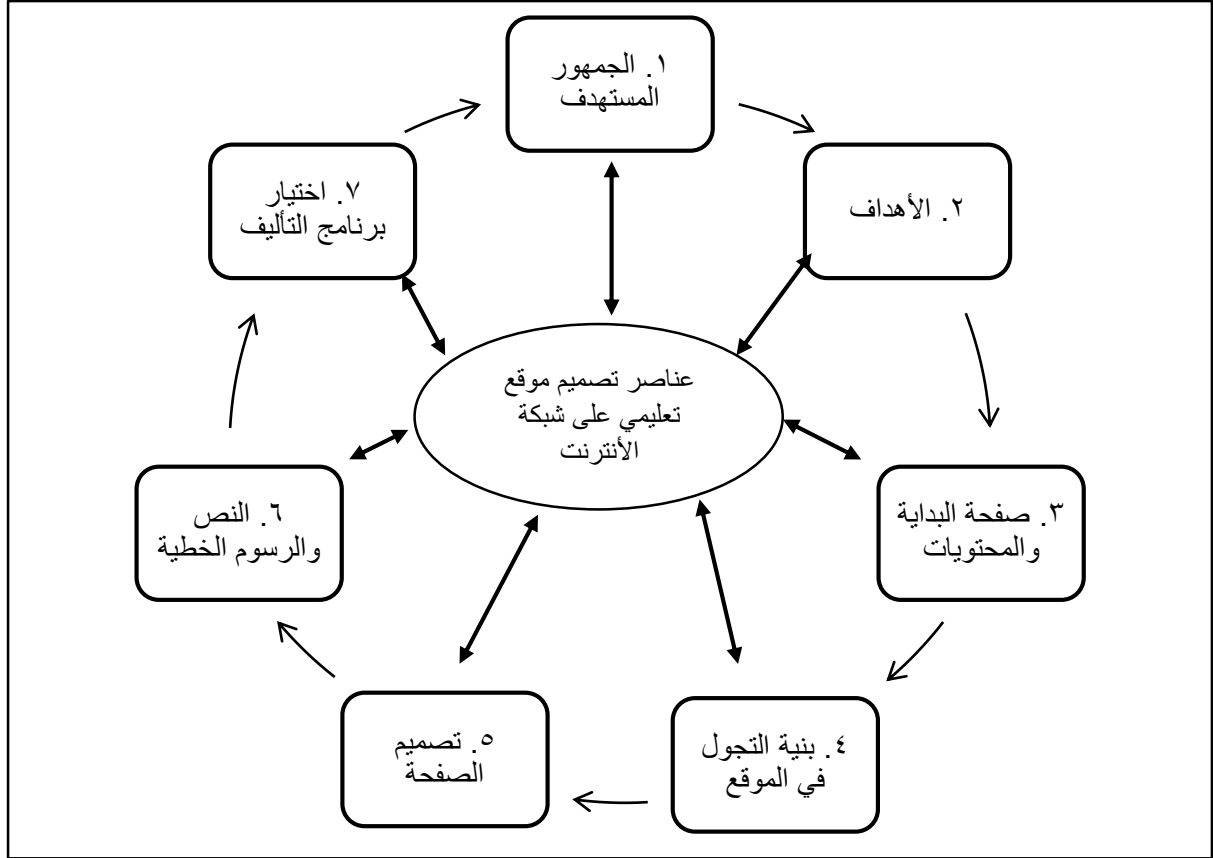 ١. الجمهور
المستهدف
٢. الأهداف
٣. صفحة البداية
والمحتويات
٤. بنية التجول
في الموقع
٥. تصميم
الصفحة
٦. النص
والرسوم الخطية
٧. اختيار
برنامج التأليف
عناصر تصميم موقع
تعليمي على شبكة
الأنترنت